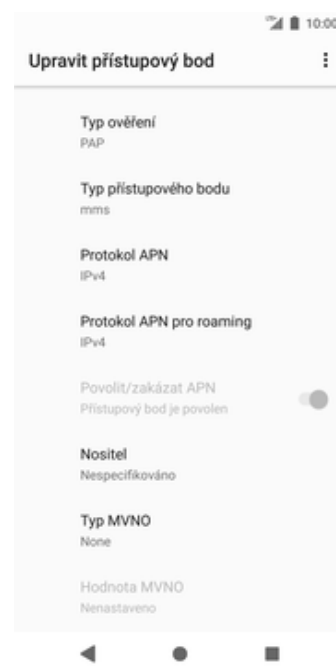 10:00
Upravit přístupový bod
Typ ověření
PAP
Typ přístupového bodu
mms
Protokol APN
IPv4
Protokol APN pro roaming
IPv4
Povolit/zakázat APN
Přístupový bod je povolen
Nositel
Nespecifikováno
Typ MVNO
None
Hodnota MVNO
Nenastaveno